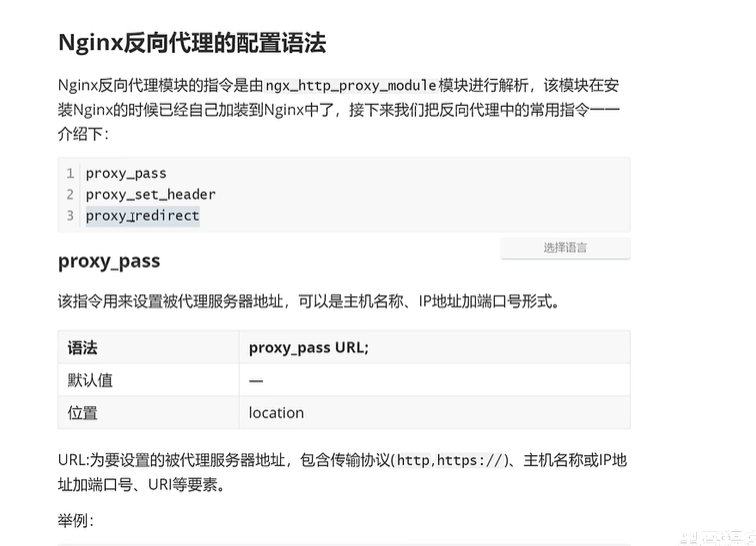 Nginx反向代理的配置语法
Nginx反向代理模块的指令是由ngx_http_proxy_module模块进行解析，该模块在安
装Nginx的时候已经自己加装到Nginx中了，接下来我们把反向代理中的常用指令一一
介绍下：
1 proxy_pass
2 proxy_set_header
3 proxy_redirect
选择语言
proxy_pass
该指令用来设置被代理服务器地址，可以是主机名称、IP地址加端口号形式。
语法 proxy_pass URL;
默认值 —
位置 location
URL:为要设置的被代理服务器地址，包含传输协议(http,https://)、主机名称或IP地
址加端口号、URI等要素。
举例：